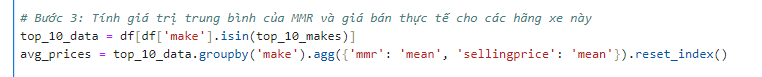 # Bước 3: Tính giá trị trung bình của MMR và giá bán thực tế cho các hãng xe này
top_10_data = df[df['make'].isin(top_10_makes)]
avg_prices = top_10_data.groupby('make').agg({'mmr': 'mean', 'sellingprice': 'mean'}).reset_index()